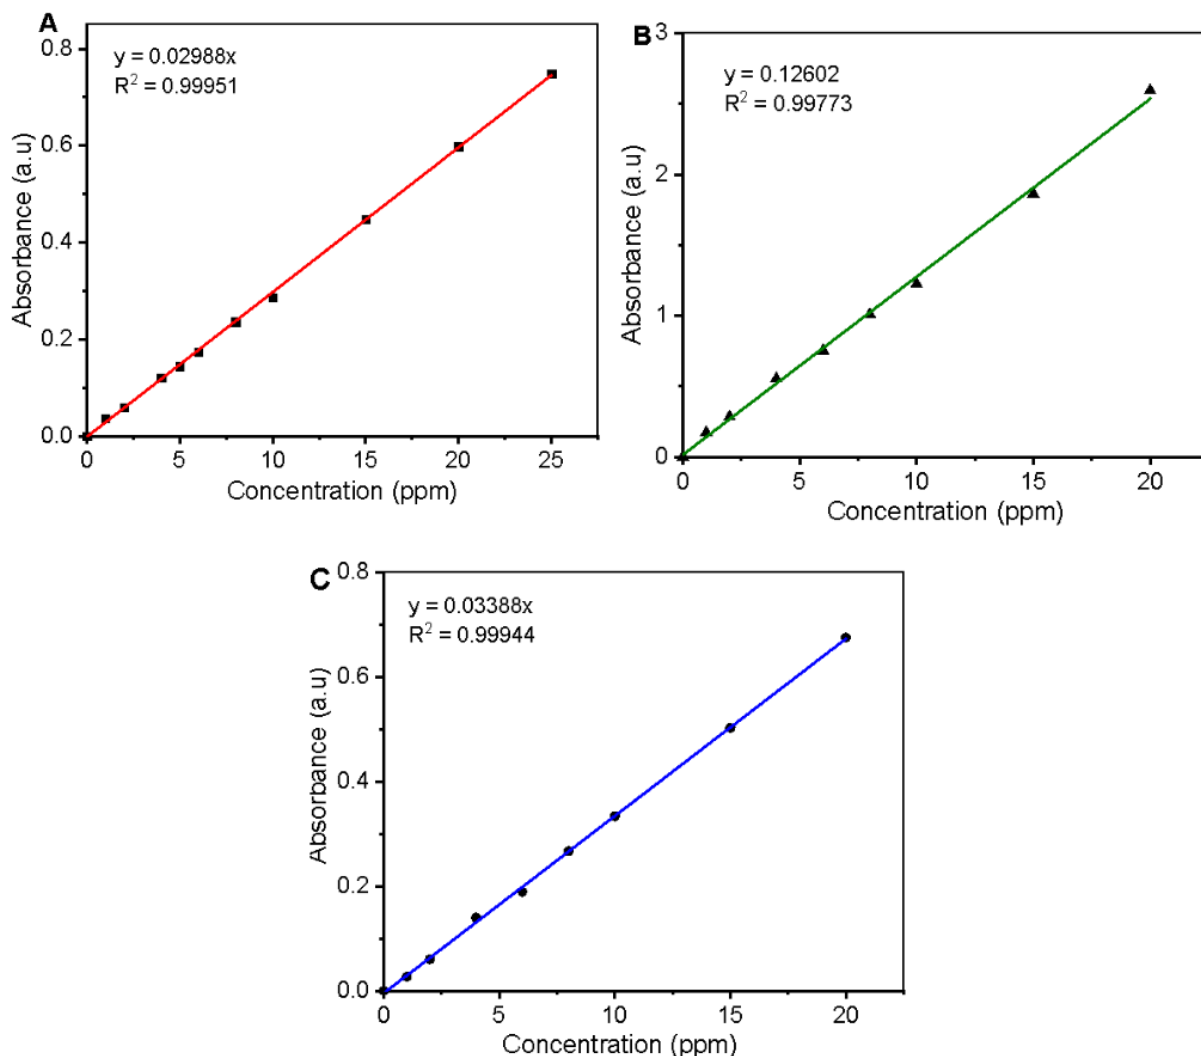 A
y = 0.02988x
R² = 0.99951
0.8
0.6
0.4
0.2
0.0
Absorbance (a.u)
0 5 10 15 20 25
Concentration (ppm)
B
y = 0.12602
R² = 0.99773
3
2
1
0
Absorbance (a.u)
0 5 10 15 20
Concentration (ppm)
C
y = 0.03388x
R² = 0.99944
0.8
0.6
0.4
0.2
0.0
Absorbance (a.u)
0 5 10 15 20
Concentration (ppm)